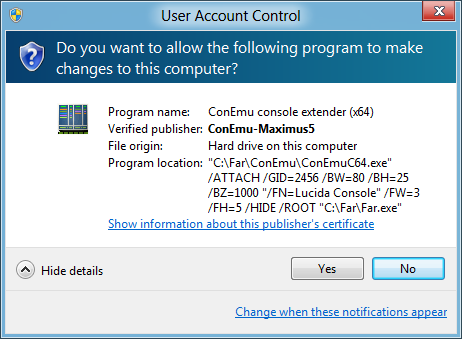 User Account Control
Do you want to allow the following program to make
changes to this computer?
Program name: ConEmu console extender (x64)
Verified publisher: ConEmu-Maximus5
File origin: Hard drive on this computer
Program location: "C:\Far\ConEmu\ConEmuC64.exe"
/ATTACH /GID=2456 /BW=80 /BH=25
/BZ=1000 "/FN=Lucida Console" /FW=3
/FH=5 /HIDE /ROOT "C:\Far\Far.exe"
Show information about this publisher's certificate
Hide details
Yes
No
Change when these notifications appear